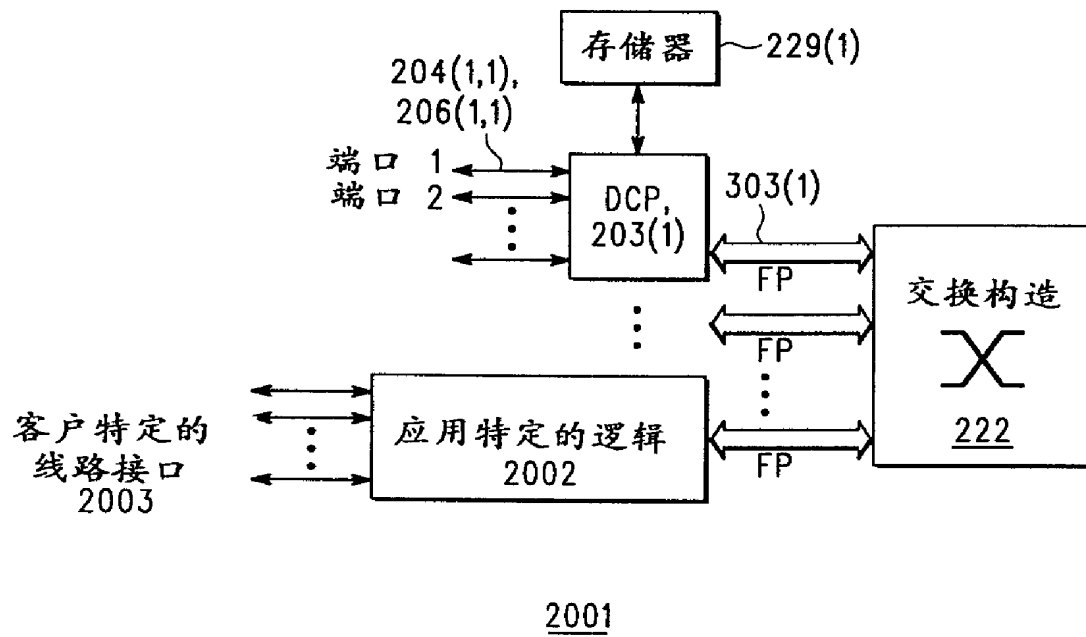 存储器
229(1)
204(1,1),
206(1,1)
端口 1
端口 2
DCP,
203(1)
303(1)
FP
交换构造
222
FP
客户特定的
线路接口
2003
应用特定的逻辑
2002
FP
2001